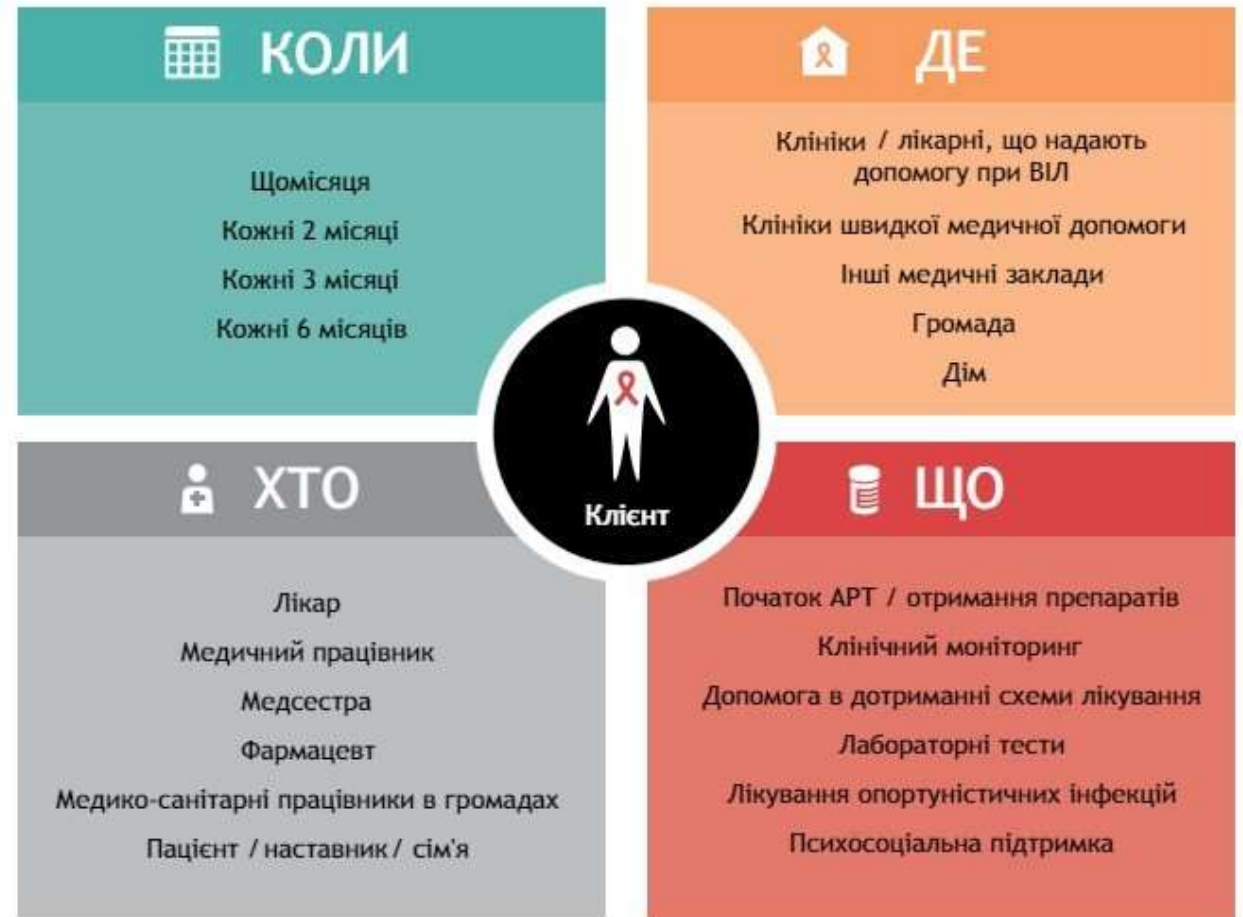 КОЛИ
Щомісяця
Кожні 2 місяці
Кожні 3 місяці
Кожні 6 місяців
ДЕ
Клініки / лікарні, що надають
допомогу при ВІЛ
Клініки швидкої медичної допомоги
Інші медичні заклади
Громада
Дім
Клієнт
ХТО
Лікар
Медичний працівник
Медсестра
Фармацевт
Медико-санітарні працівники в громадах
Пацієнт / наставник / сім'я
ЩО
Початок АРТ / отримання препаратів
Клінічний моніторинг
Допомога в дотриманні схеми лікування
Лабораторні тести
Лікування опортуністичних інфекцій
Психосоціальна підтримка